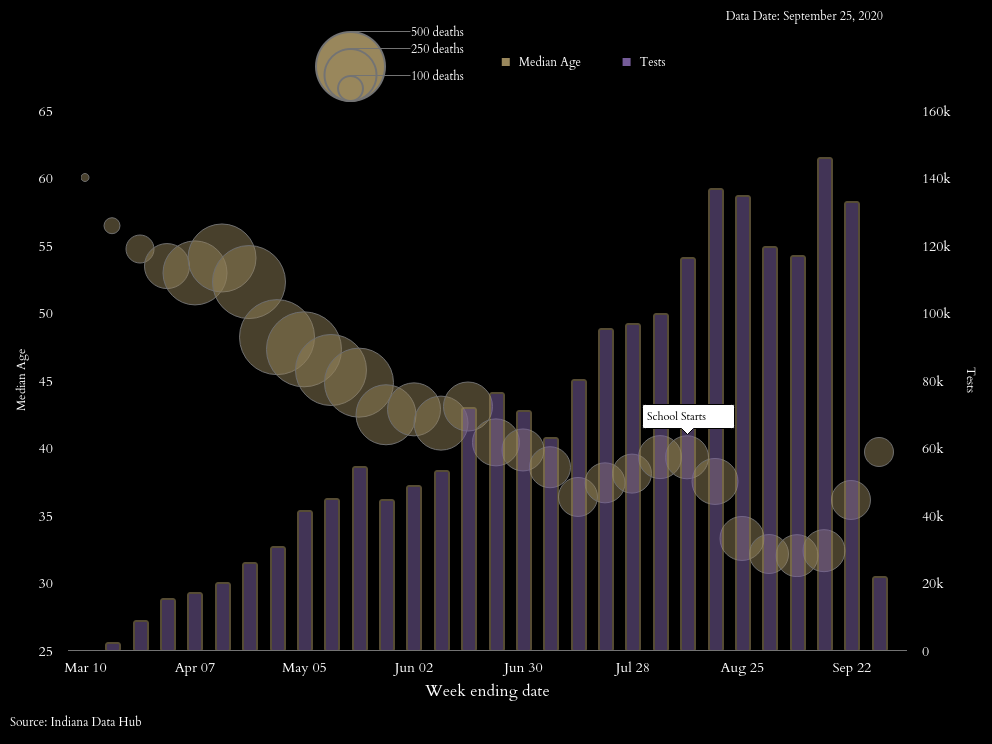 Data Date: September 25, 2020
500 deaths
250 deaths
100 deaths
Median Age
Tests
65
60
55
50
45
40
35
30
25
Median Age
160k
140k
120k
100k
80k
60k
40k
20k
0
Tests
School Starts
Mar 10 Apr 07 May 05 Jun 02 Jun 30 Jul 28 Aug 25 Sep 22
Week ending date
Source: Indiana Data Hub